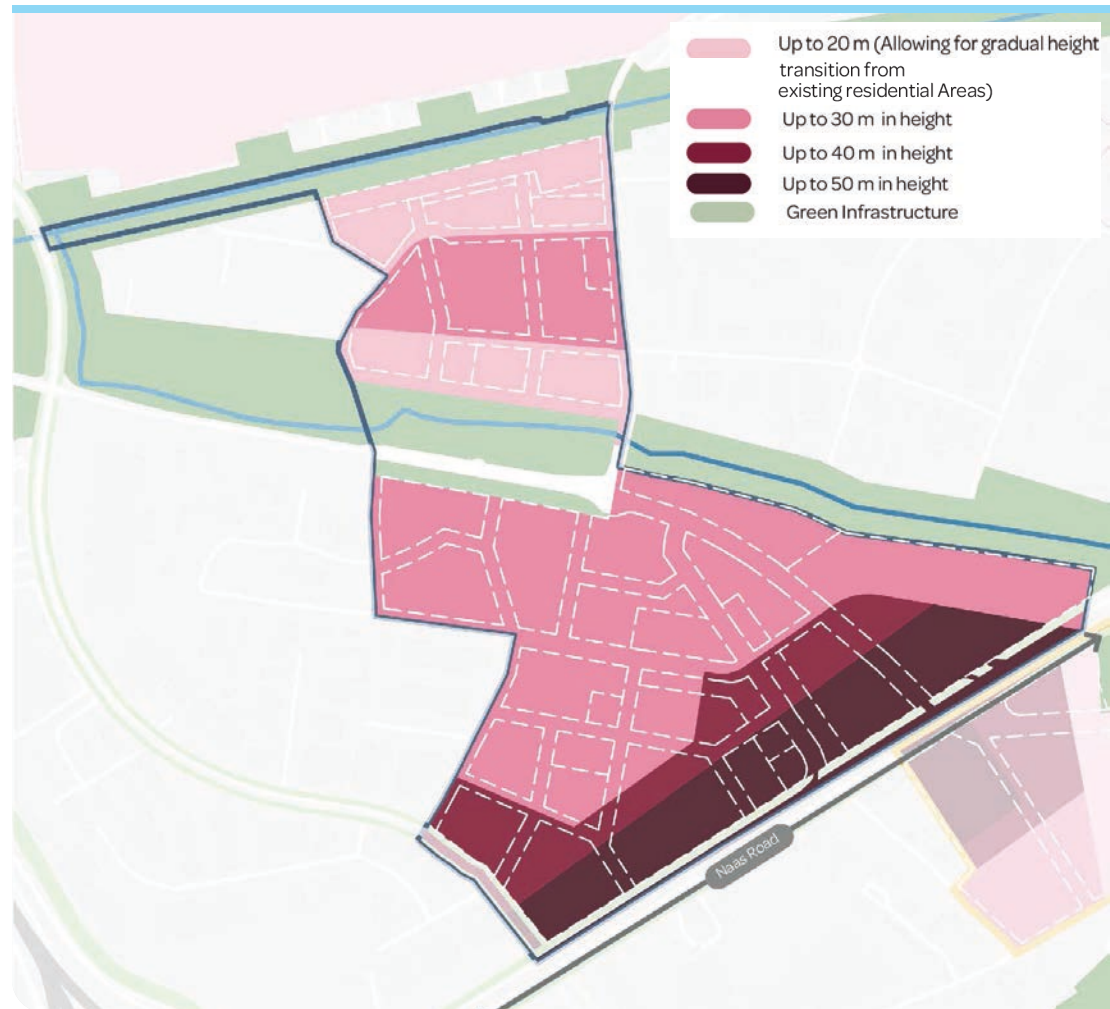 Up to 20 m (Allowing for gradual height
transition from
existing residential Areas)
Up to 30 m in height
Up to 40 m in height
Up to 50 m in height
Green Infrastructure
Naas Road